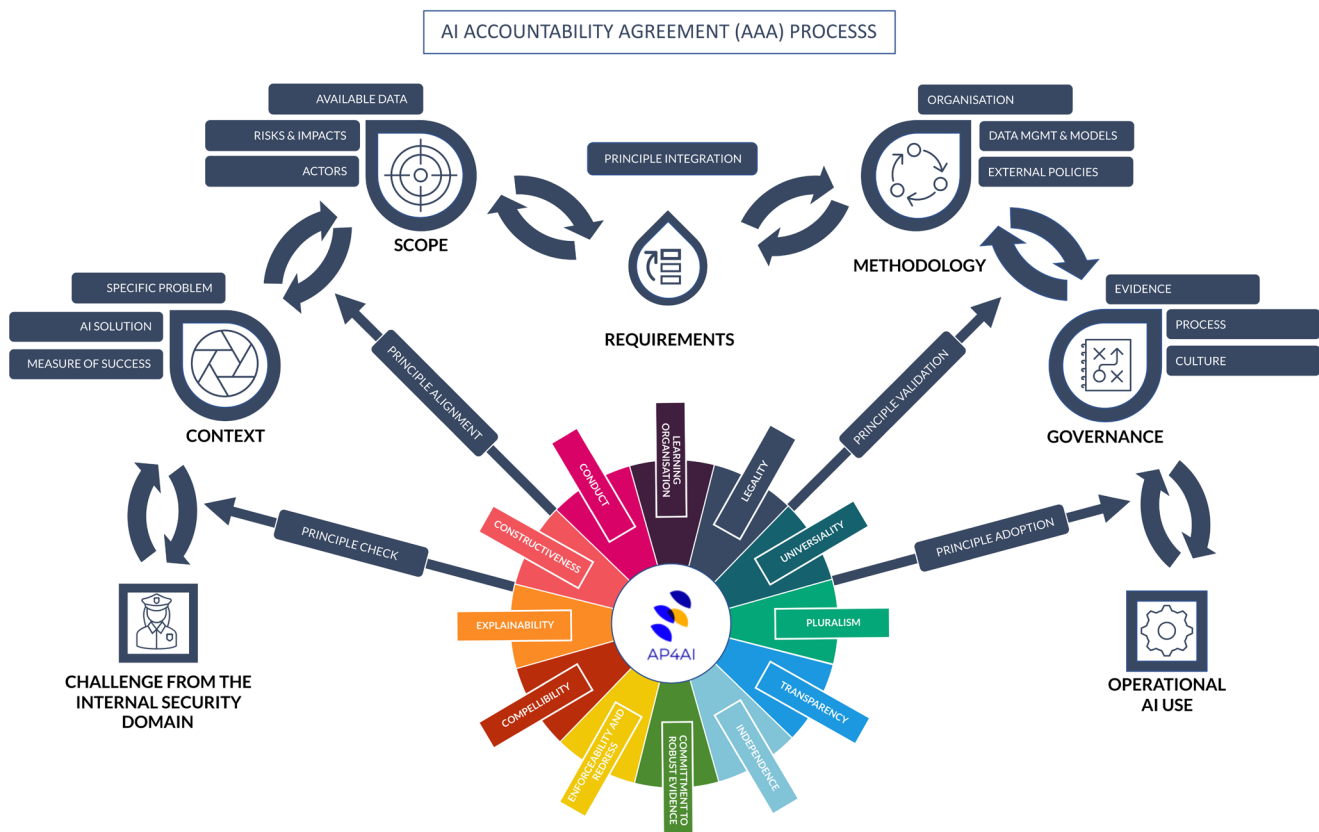 AI ACCOUNTABILITY AGREEMENT (AAA) PROCESSS
AVAILABLE DATA
RISKS & IMPACTS
ACTORS
SCOPE
PRINCIPLE INTEGRATION
REQUIREMENTS
ORGANISATION
DATA MGMT & MODELS
EXTERNAL POLICIES
METHODOLOGY
SPECIFIC PROBLEM
AI SOLUTION
MEASURE OF SUCCESS
CONTEXT
EVIDENCE
PROCESS
CULTURE
GOVERNANCE
PRINCIPLE ALIGNMENT
PRINCIPLE VALIDATION
PRINCIPLE CHECK
PRINCIPLE ADOPTION
CHALLENGE FROM THE
INTERNAL SECURITY
DOMAIN
OPERATIONAL
AI USE
LEARNING
ORGANISATION
LEGALITY
UNIVERSIALITY
PLURALISM
TRANSPARENCY
INDEPENDENCE
COMMITTMENT TO
ROBUST EVIDENCE
ENFORCEABILITY AND
REDRESS
COMPELLIBILITY
EXPLAINABILITY
CONSTRUCTIVENESS
CONDUCT
AP4AI